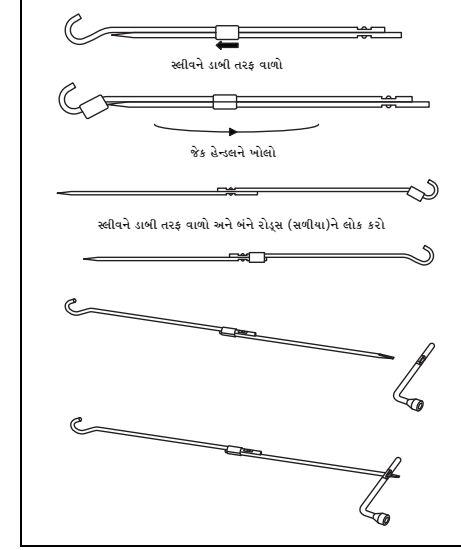 સ્લીવને ડાબી તરફ વાળો
જેક હેન્ડલને ખોલો
સ્લીવને ડાબી તરફ વાળો અને બંને રોડ્સ (સળીયા)ને લોક કરો